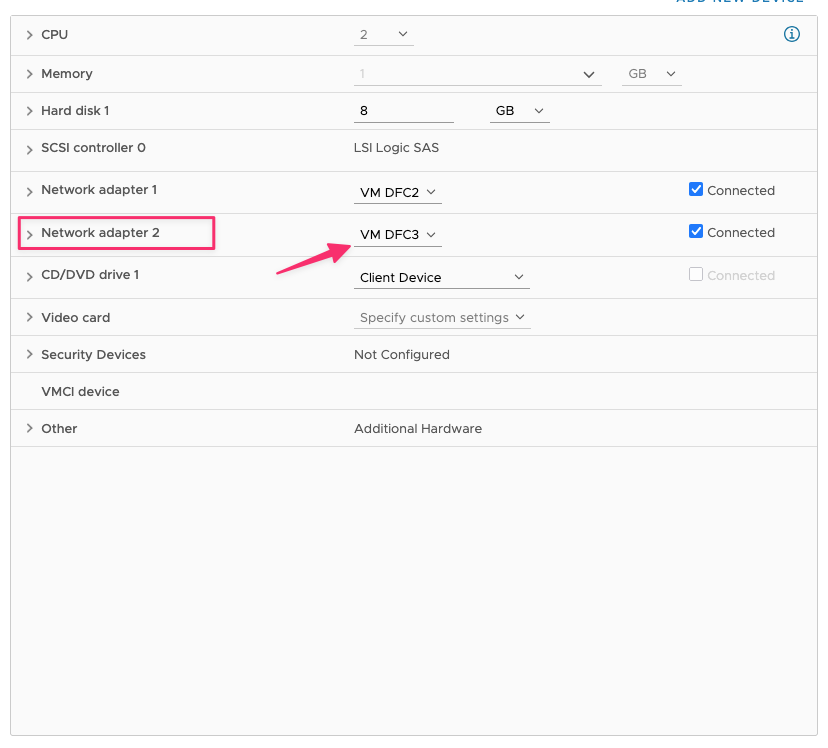 ADD NEW DEVICE
CPU 2
Memory 1 GB
Hard disk 1 8 GB
SCSI controller 0 LSI Logic SAS
Network adapter 1 VM DFC2 Connected
Network adapter 2 VM DFC3 Connected
CD/DVD drive 1 Client Device Connected
Video card Specify custom settings
Security Devices Not Configured
VMCI device
Other Additional Hardware